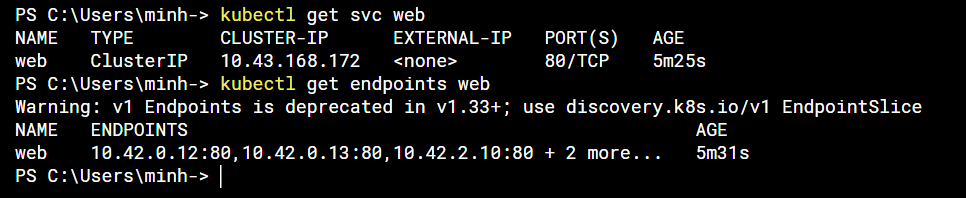 PS C:\Users\minh-> kubectl get svc web
NAME   TYPE        CLUSTER-IP      EXTERNAL-IP   PORT(S)   AGE
web    ClusterIP   10.43.168.172   <none>        80/TCP    5m25s
PS C:\Users\minh-> kubectl get endpoints web
Warning: v1 Endpoints is deprecated in v1.33+; use discovery.k8s.io/v1 EndpointSlice
NAME   ENDPOINTS                                              AGE
web    10.42.0.12:80,10.42.0.13:80,10.42.2.10:80 + 2 more...   5m31s
PS C:\Users\minh->